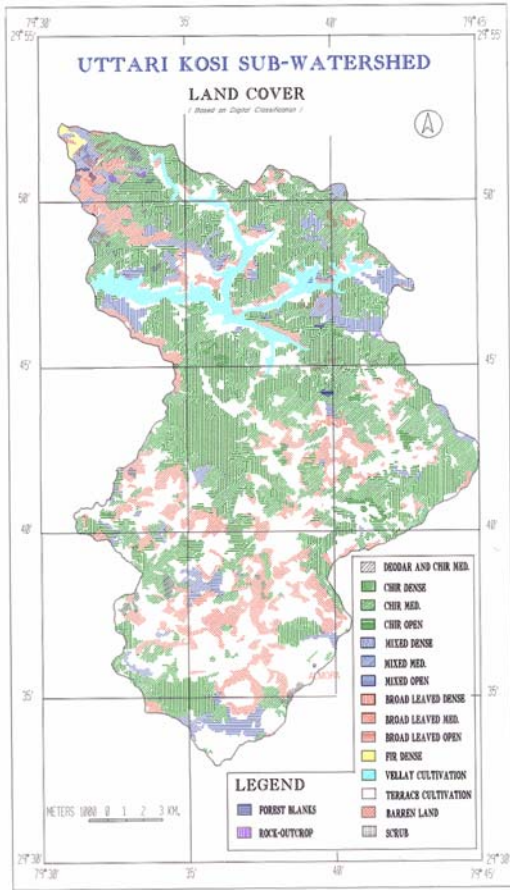 79°30' 35' 40' 79°45'
29°55' 29°55'
UTTARI KOSI SUB-WATERSHED
LAND COVER
( Based on Digital Classification )
50' 50'
45' 45'
40' 40'
DEODAR AND CHIR MED.
CHIR DENSE
CHIR MED.
CHIR OPEN
MIXED DENSE
MIXED MED.
MIXED OPEN
BROAD LEAVED DENSE
BROAD LEAVED MED.
BROAD LEAVED OPEN
FIR DENSE
VELLAY CULTIVATION
TERRACE CULTIVATION
BARREN LAND
SCRUB
ALMORA
35' 35'
LEGEND
FOREST BLANKS
ROCK-OUTCROP
METERS 1000 0 1 2 3 KM.
29°30' 29°30'
79°30' 35' 40' 79°45'